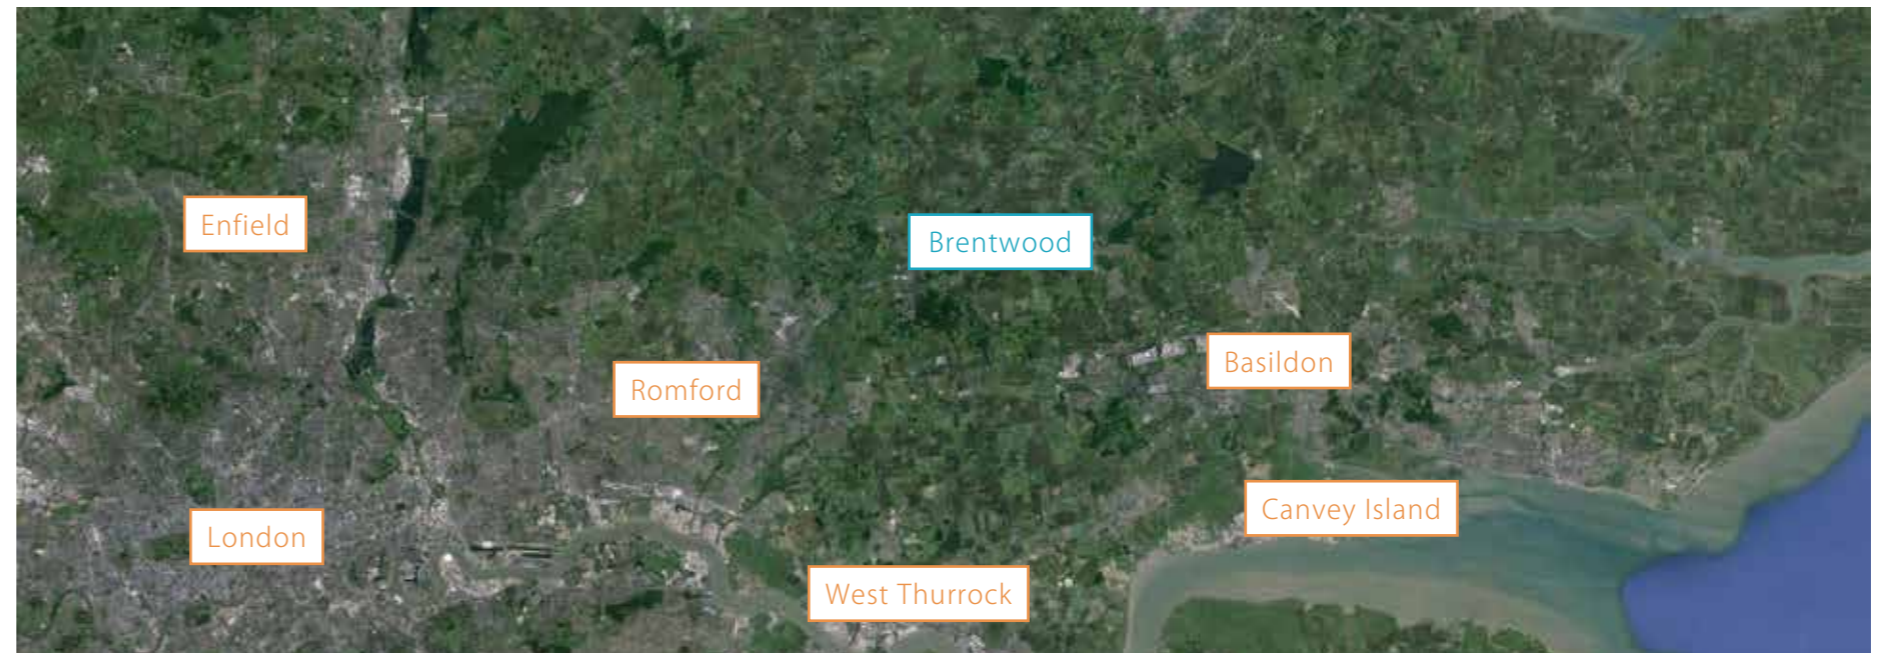 Enfield
Brentwood
Basildon
Romford
Canvey Island
London
West Thurrock